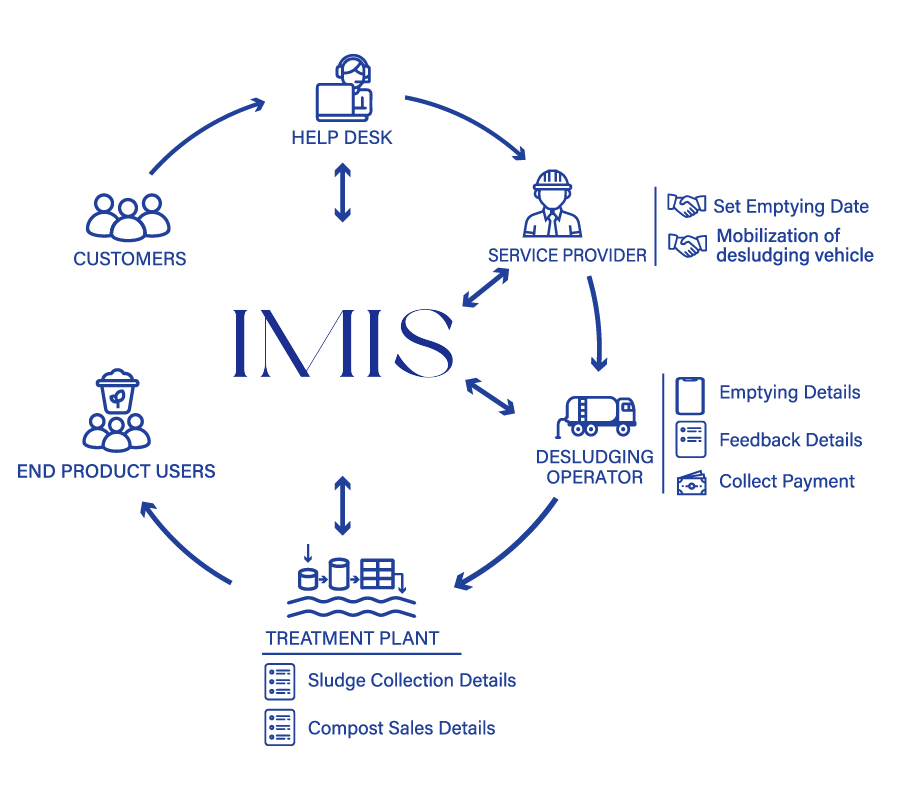 HELP DESK
CUSTOMERS
SERVICE PROVIDER
Set Emptying Date
Mobilization of
desludging vehicle
IMIS
DESLUDGING
OPERATOR
Emptying Details
Feedback Details
Collect Payment
END PRODUCT USERS
TREATMENT PLANT
Sludge Collection Details
Compost Sales Details